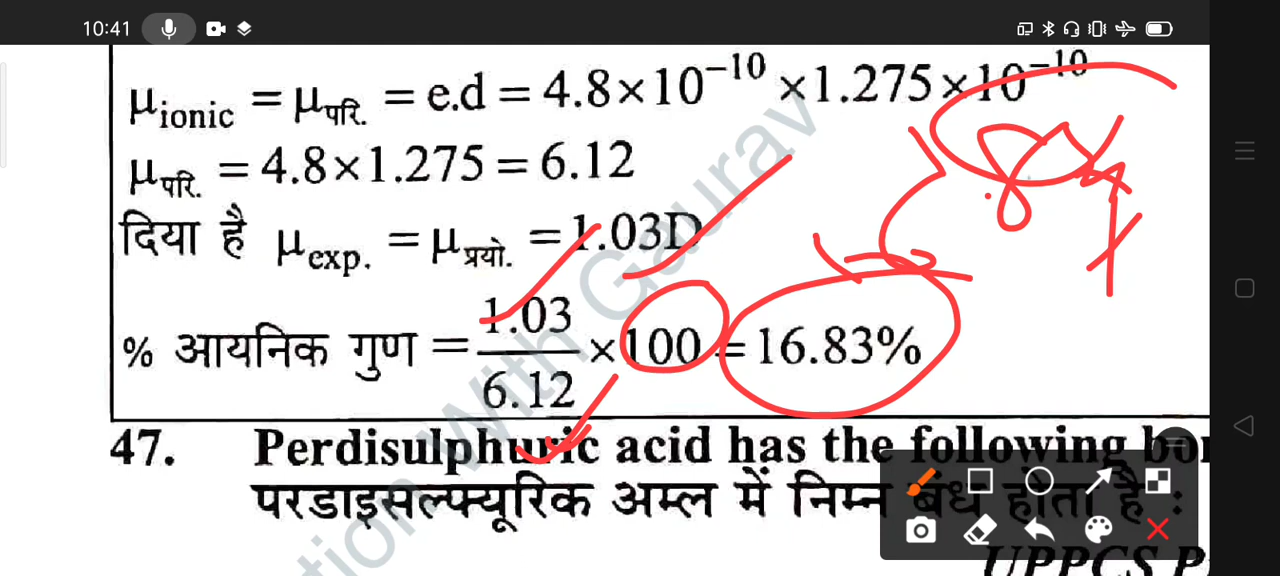 10:41
μionic = μपरि. = e.d = 4.8×10⁻¹⁰ ×1.275×10⁻¹⁰
μपरि. = 4.8×1.275 = 6.12
दिया है μexp. = μप्रयो. = 1.03D
% आयनिक गुण = 1.03/6.12 ×100 = 16.83%
47. Perdisulphuric acid has the following
परडाइसल्फ्यूरिक अम्ल में निम्न बंध होता है :
UPPCS
With Gaurav